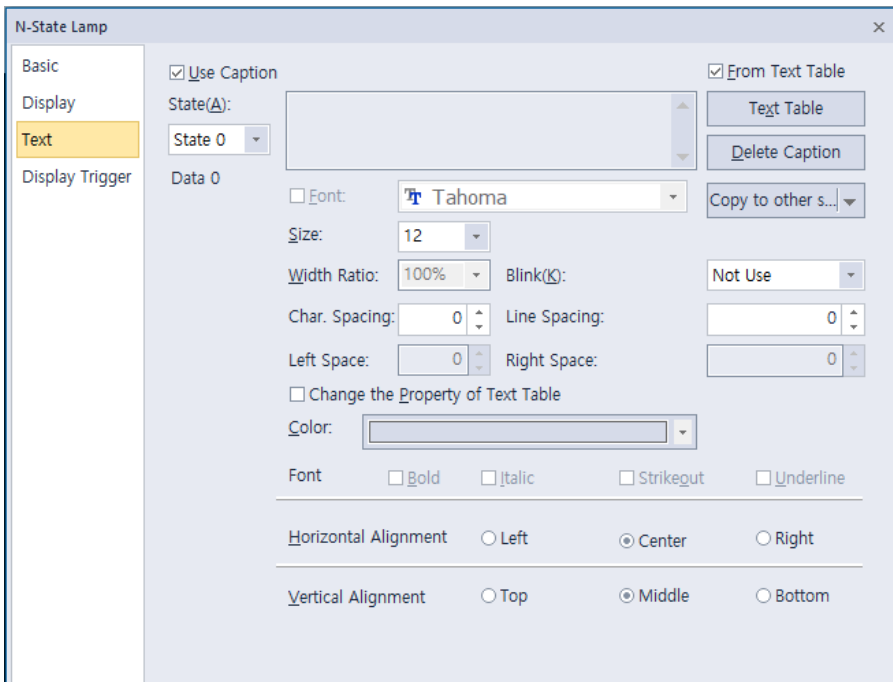 N-State Lamp
Basic
Display
Text
Display Trigger
Use Caption
From Text Table
State(A):
State 0
Data 0
Text Table
Delete Caption
Copy to other s...
Font:
Tahoma
Size:
12
Width Ratio:
100%
Blink(K):
Not Use
Char. Spacing:
0
Line Spacing:
0
Left Space:
0
Right Space:
0
Change the Property of Text Table
Color:
Font
Bold
Italic
Strikeout
Underline
Horizontal Alignment
Left
Center
Right
Vertical Alignment
Top
Middle
Bottom